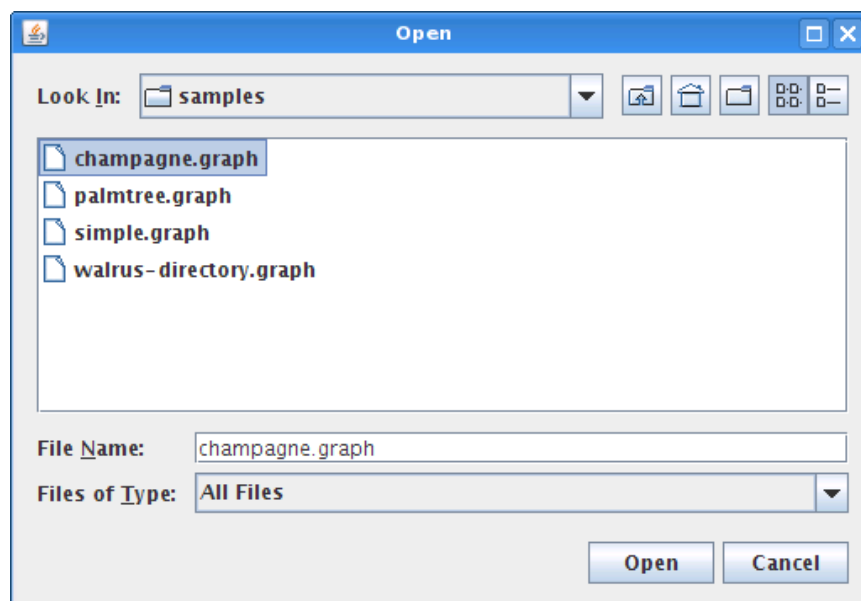 Open
Look In: samples
champagne.graph
palmtree.graph
simple.graph
walrus-directory.graph
File Name: champagne.graph
Files of Type: All Files
Open Cancel